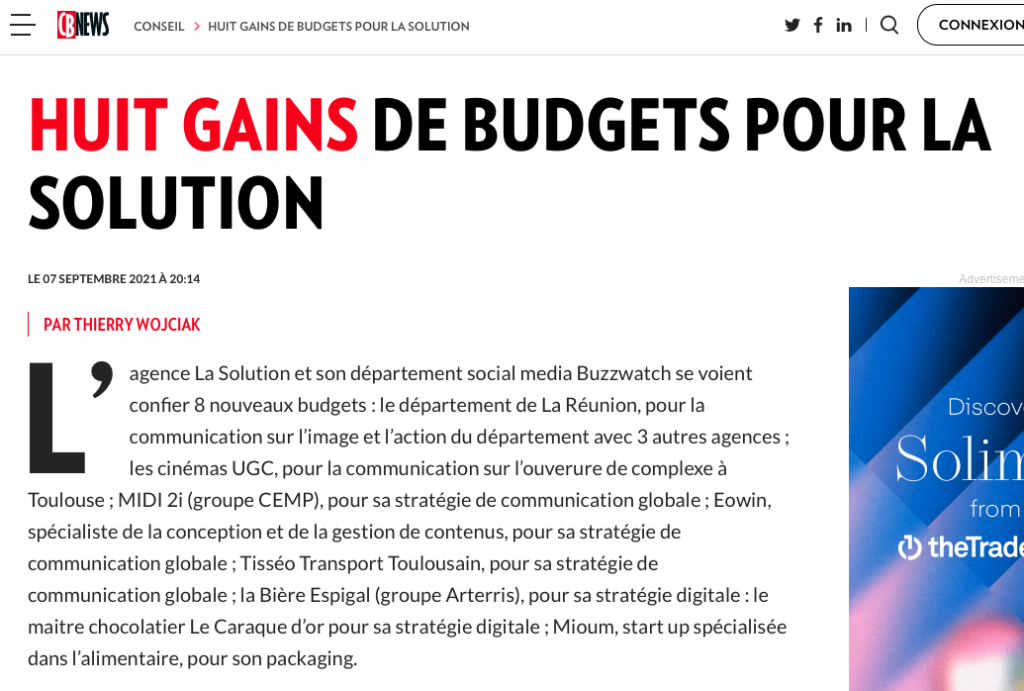 CBNEWS CONSEIL > HUIT GAINS DE BUDGETS POUR LA SOLUTION | CONNEXION
HUIT GAINS DE BUDGETS POUR LA
SOLUTION
LE 07 SEPTEMBRE 2021 À 20:14
Advertiseme
PAR THIERRY WOJCIAK
L'agence La Solution et son département social media Buzzwatch se voient
confier 8 nouveaux budgets : le département de La Réunion, pour la
communication sur l'image et l'action du département avec 3 autres agences ;
les cinémas UGC, pour la communication sur l'ouverure de complexe à
Toulouse ; MIDI 2i (groupe CEMP), pour sa stratégie de communication globale ; Eowin,
spécialiste de la conception et de la gestion de contenus, pour sa stratégie de
communication globale ; Tisséo Transport Toulousain, pour sa stratégie de
communication globale ; la Bière Espigal (groupe Arterris), pour sa stratégie digitale : le
maitre chocolatier Le Caraque d'or pour sa stratégie digitale ; Mioum, start up spécialisée
dans l'alimentaire, pour son packaging.
Discov
Solim
from
theTrade